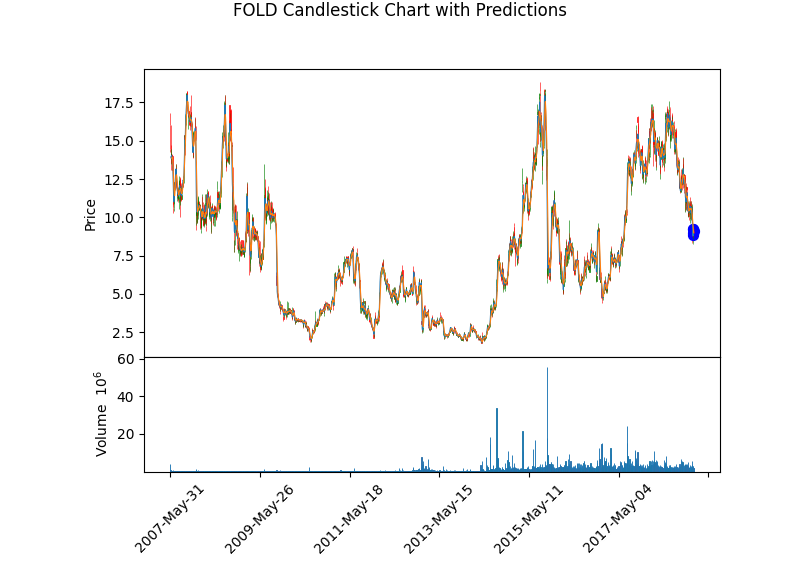 FOLD Candlestick Chart with Predictions
17.5
15.0
12.5
10.0
7.5
5.0
2.5
Price
60
40
20
Volume 10^6
2007-May-31
2009-May-26
2011-May-18
2013-May-15
2015-May-11
2017-May-04